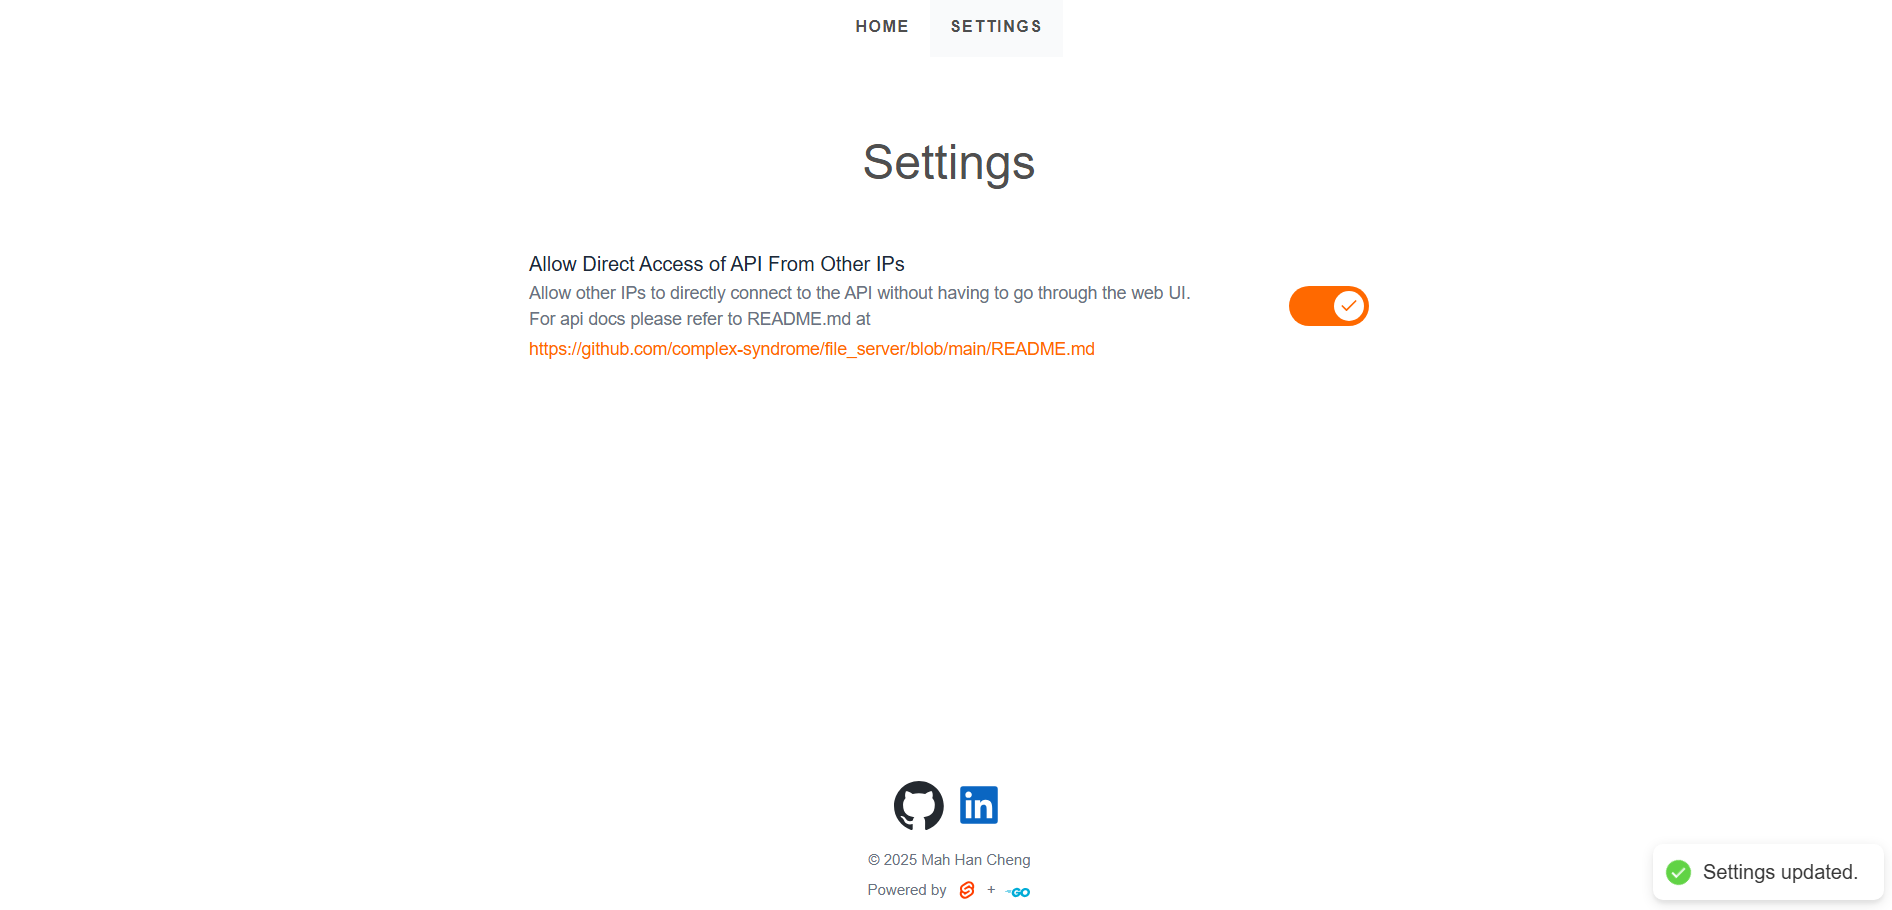 HOME SETTINGS
Settings
Allow Direct Access of API From Other IPs
Allow other IPs to directly connect to the API without having to go through the web UI.
For api docs please refer to README.md at
https://github.com/complex-syndrome/file_server/blob/main/README.md
in
© 2025 Mah Han Cheng
Powered by + GO
Settings updated.